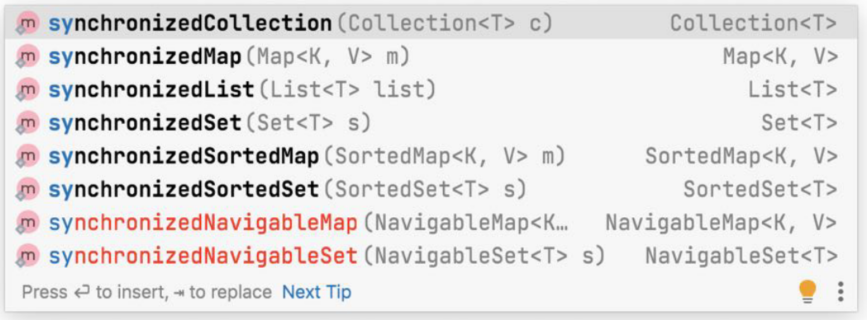 m synchronizedCollection(Collection<T> c) Collection<T>
m synchronizedMap(Map<K, V> m) Map<K, V>
m synchronizedList(List<T> list) List<T>
m synchronizedSet(Set<T> s) Set<T>
m synchronizedSortedMap(SortedMap<K, V> m) SortedMap<K, V>
m synchronizedSortedSet(SortedSet<T> s) SortedSet<T>
m synchronizedNavigableMap(NavigableMap<K… NavigableMap<K, V>
m synchronizedNavigableSet(NavigableSet<T> s) NavigableSet<T>
Press ↩ to insert, ⇥ to replace Next Tip